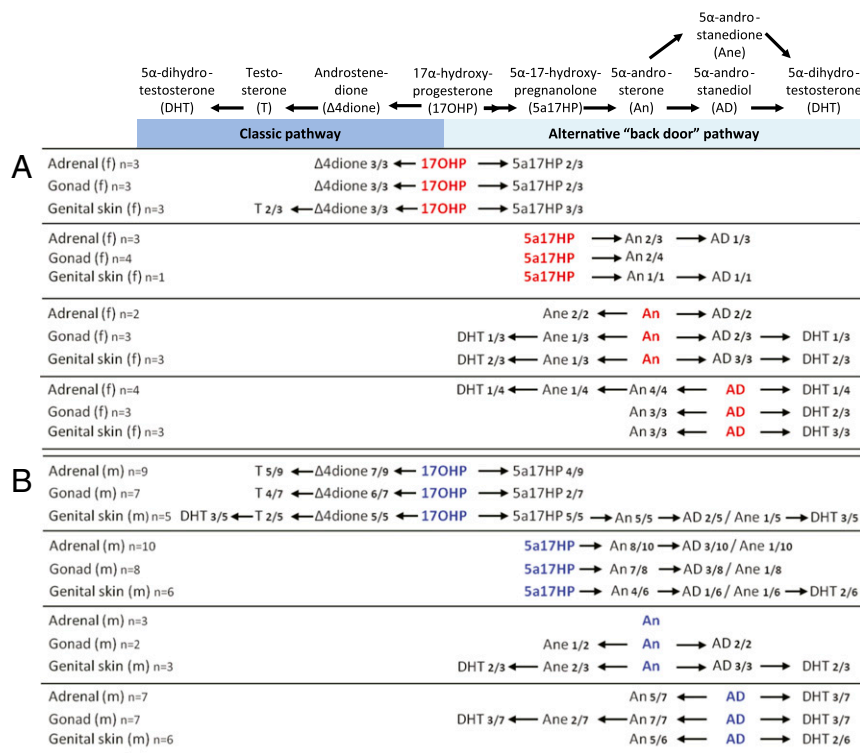 5α-andro-
stanedione
(Ane)
5α-dihydro-
testosterone
(DHT)
Testo-
sterone
(T)
Androstene-
dione
(Δ4dione)
17α-hydroxy-
progesterone
(17OHP)
5α-17-hydroxy-
pregnanolone
(5a17HP)
5α-andro-
sterone
(An)
5α-andro-
stanediol
(AD)
5α-dihydro-
testosterone
(DHT)
Classic pathway Alternative “back door” pathway
A
Adrenal (f) n=3 Δ4dione 3/3 17OHP 5a17HP 2/3
Gonad (f) n=3 Δ4dione 3/3 17OHP 5a17HP 2/3
Genital skin (f) n=3 T 2/3 Δ4dione 3/3 17OHP 5a17HP 3/3
Adrenal (f) n=3 5a17HP An 2/3 AD 1/3
Gonad (f) n=4 5a17HP An 2/4
Genital skin (f) n=1 5a17HP An 1/1 AD 1/1
Adrenal (f) n=2 Ane 2/2 An AD 2/2
Gonad (f) n=3 DHT 1/3 Ane 1/3 An AD 2/3 DHT 1/3
Genital skin (f) n=3 DHT 2/3 Ane 1/3 An AD 3/3 DHT 2/3
Adrenal (f) n=4 DHT 1/4 Ane 1/4 An 4/4 AD DHT 1/4
Gonad (f) n=3 An 3/3 AD DHT 2/3
Genital skin (f) n=3 An 3/3 AD DHT 3/3
B
Adrenal (m) n=9 T 5/9 Δ4dione 7/9 17OHP 5a17HP 4/9
Gonad (m) n=7 T 4/7 Δ4dione 6/7 17OHP 5a17HP 2/7
Genital skin (m) n=5 DHT 3/5 T 2/5 Δ4dione 5/5 17OHP 5a17HP 5/5 An 5/5 AD 2/5 / Ane 1/5 DHT 3/5
Adrenal (m) n=10 5a17HP An 8/10 AD 3/10 / Ane 1/10
Gonad (m) n=8 5a17HP An 7/8 AD 3/8 / Ane 1/8
Genital skin (m) n=6 5a17HP An 4/6 AD 1/6 / Ane 1/6 DHT 2/6
Adrenal (m) n=3 An
Gonad (m) n=2 Ane 1/2 An AD 2/2
Genital skin (m) n=3 DHT 2/3 Ane 2/3 An AD 3/3 DHT 2/3
Adrenal (m) n=7 An 5/7 AD DHT 3/7
Gonad (m) n=7 DHT 3/7 Ane 2/7 An 7/7 AD DHT 3/7
Genital skin (m) n=6 An 5/6 AD DHT 2/6